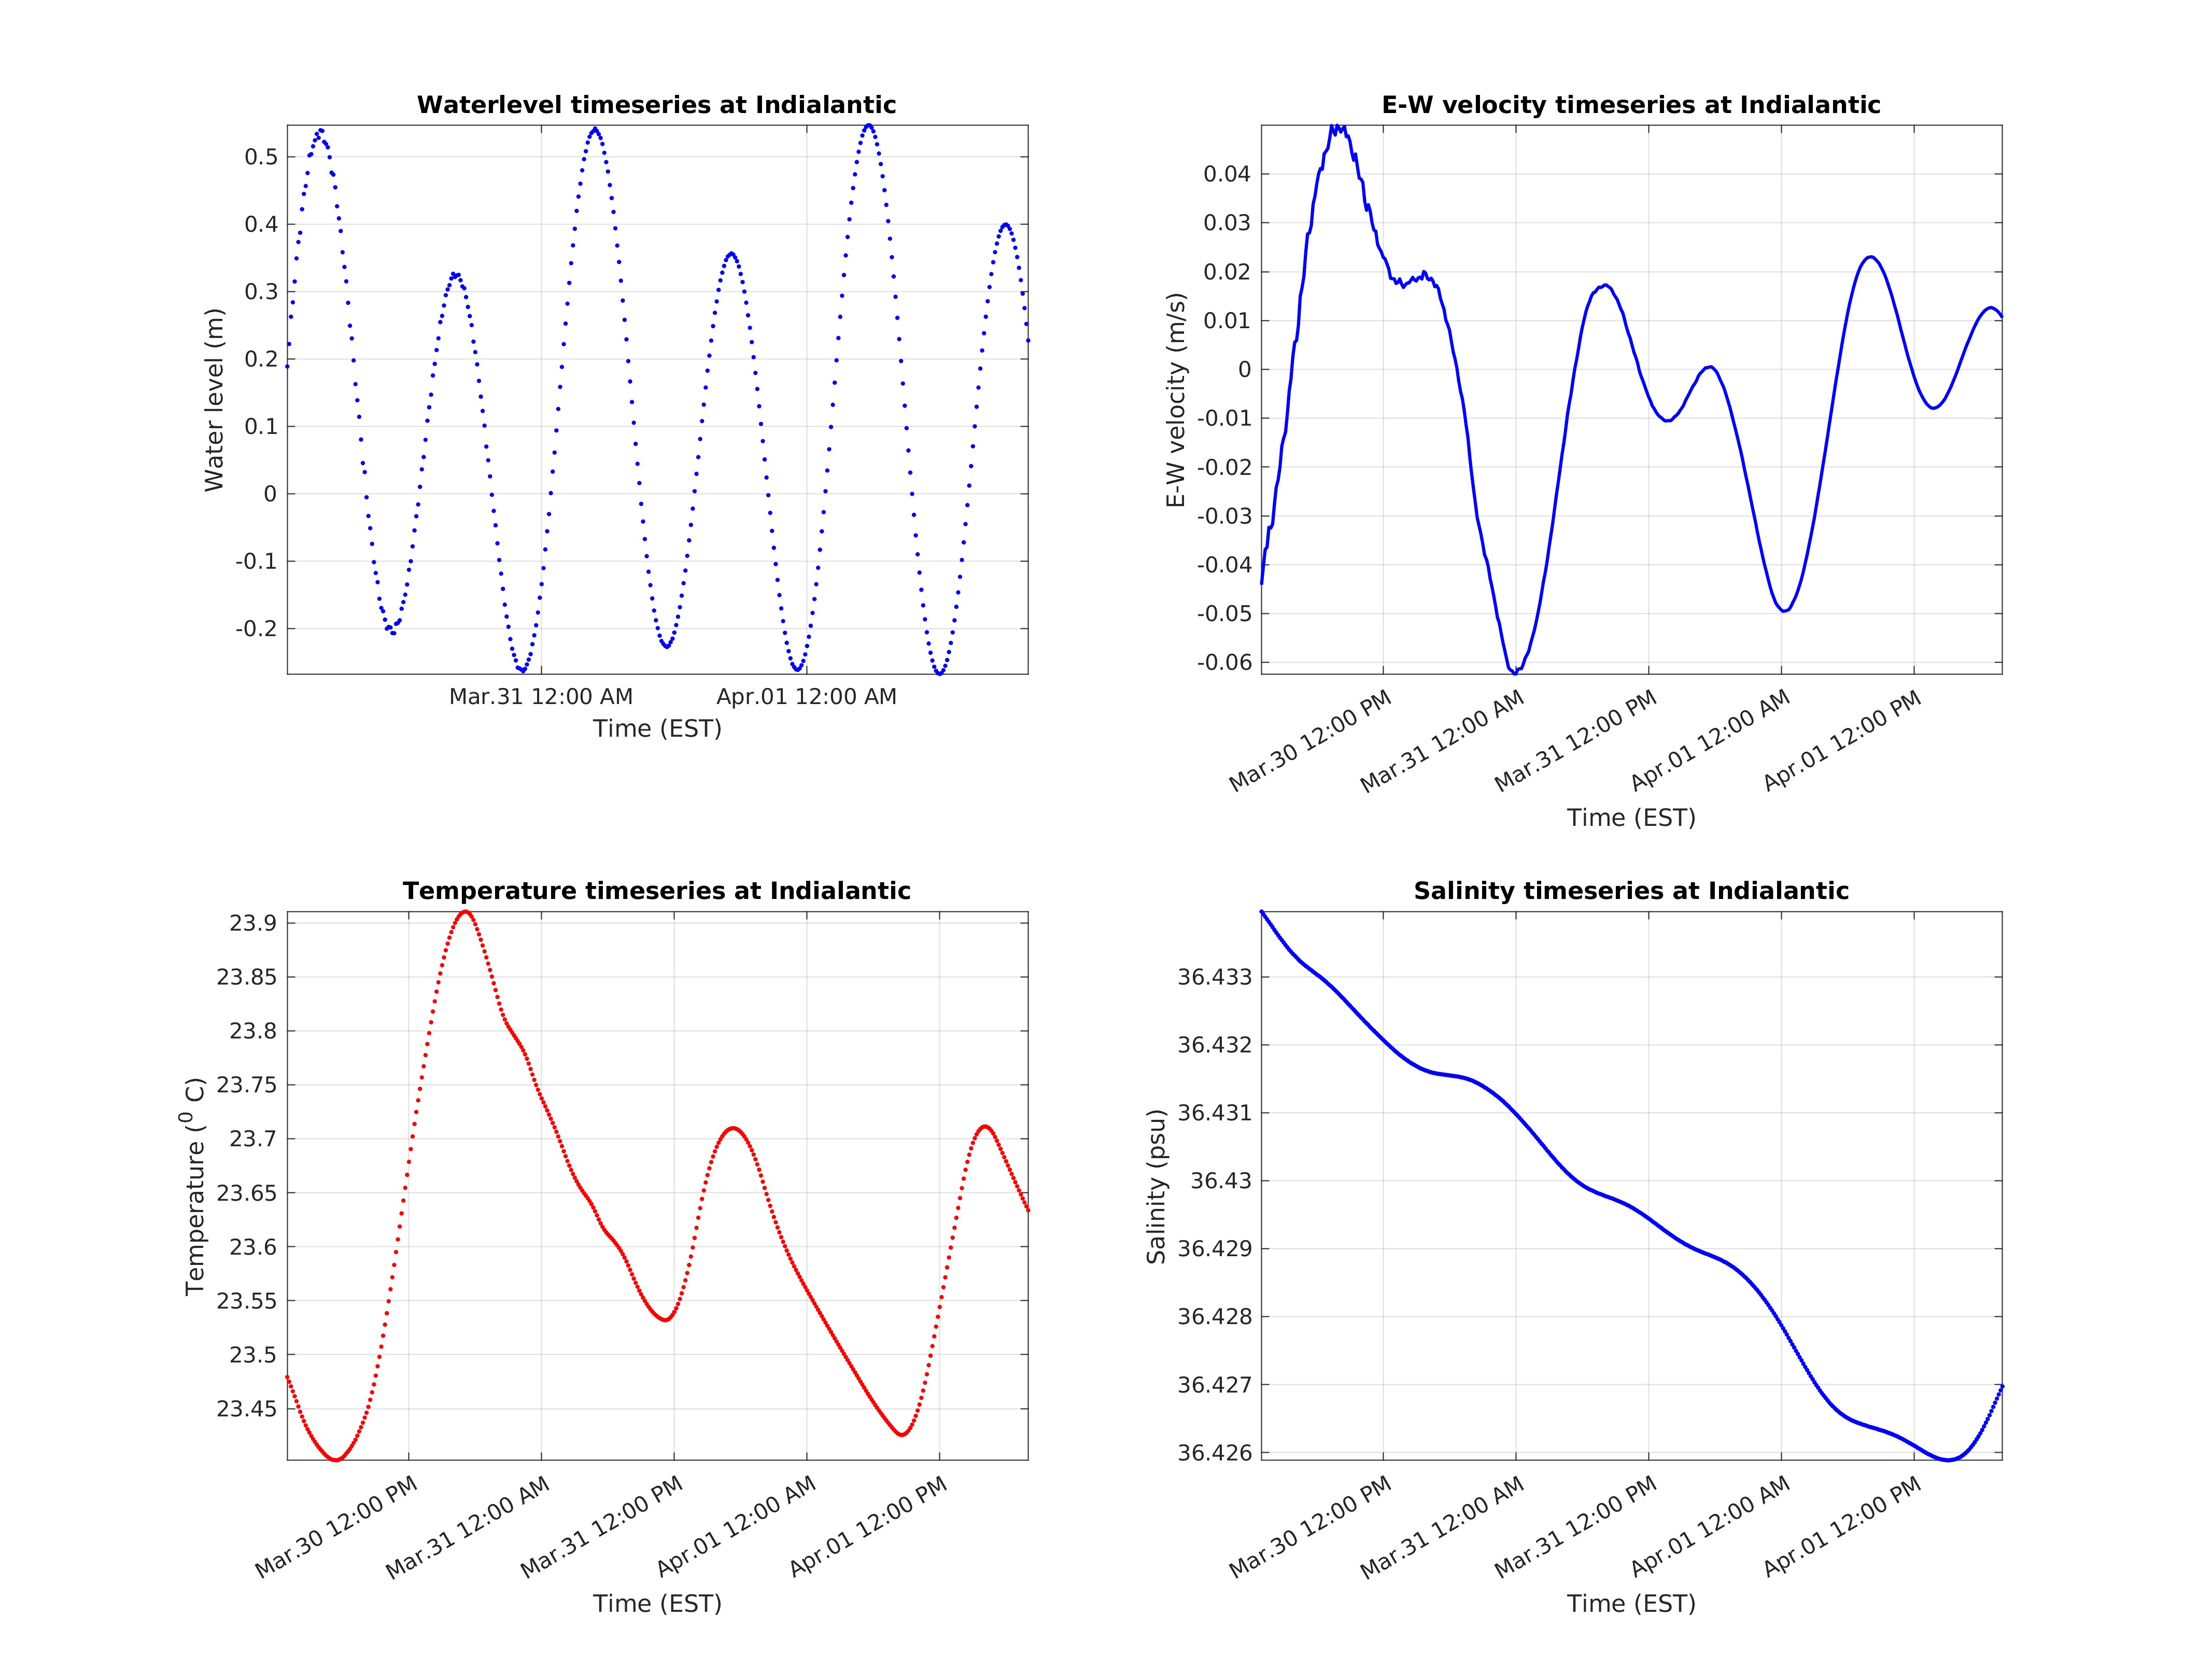 Waterlevel timeseries at Indialantic
0.5
0.4
0.3
0.2
0.1
0
-0.1
-0.2
Water level (m)
Mar.31 12:00 AM
Apr.01 12:00 AM
Time (EST)
E-W velocity timeseries at Indialantic
0.04
0.03
0.02
0.01
0
-0.01
-0.02
-0.03
-0.04
-0.05
-0.06
E-W velocity (m/s)
Mar.30 12:00 PM
Mar.31 12:00 AM
Mar.31 12:00 PM
Apr.01 12:00 AM
Apr.01 12:00 PM
Time (EST)
Temperature timeseries at Indialantic
23.9
23.85
23.8
23.75
23.7
23.65
23.6
23.55
23.5
23.45
Temperature (⁰ C)
Mar.30 12:00 PM
Mar.31 12:00 AM
Mar.31 12:00 PM
Apr.01 12:00 AM
Apr.01 12:00 PM
Time (EST)
Salinity timeseries at Indialantic
36.433
36.432
36.431
36.43
36.429
36.428
36.427
36.426
Salinity (psu)
Mar.30 12:00 PM
Mar.31 12:00 AM
Mar.31 12:00 PM
Apr.01 12:00 AM
Apr.01 12:00 PM
Time (EST)